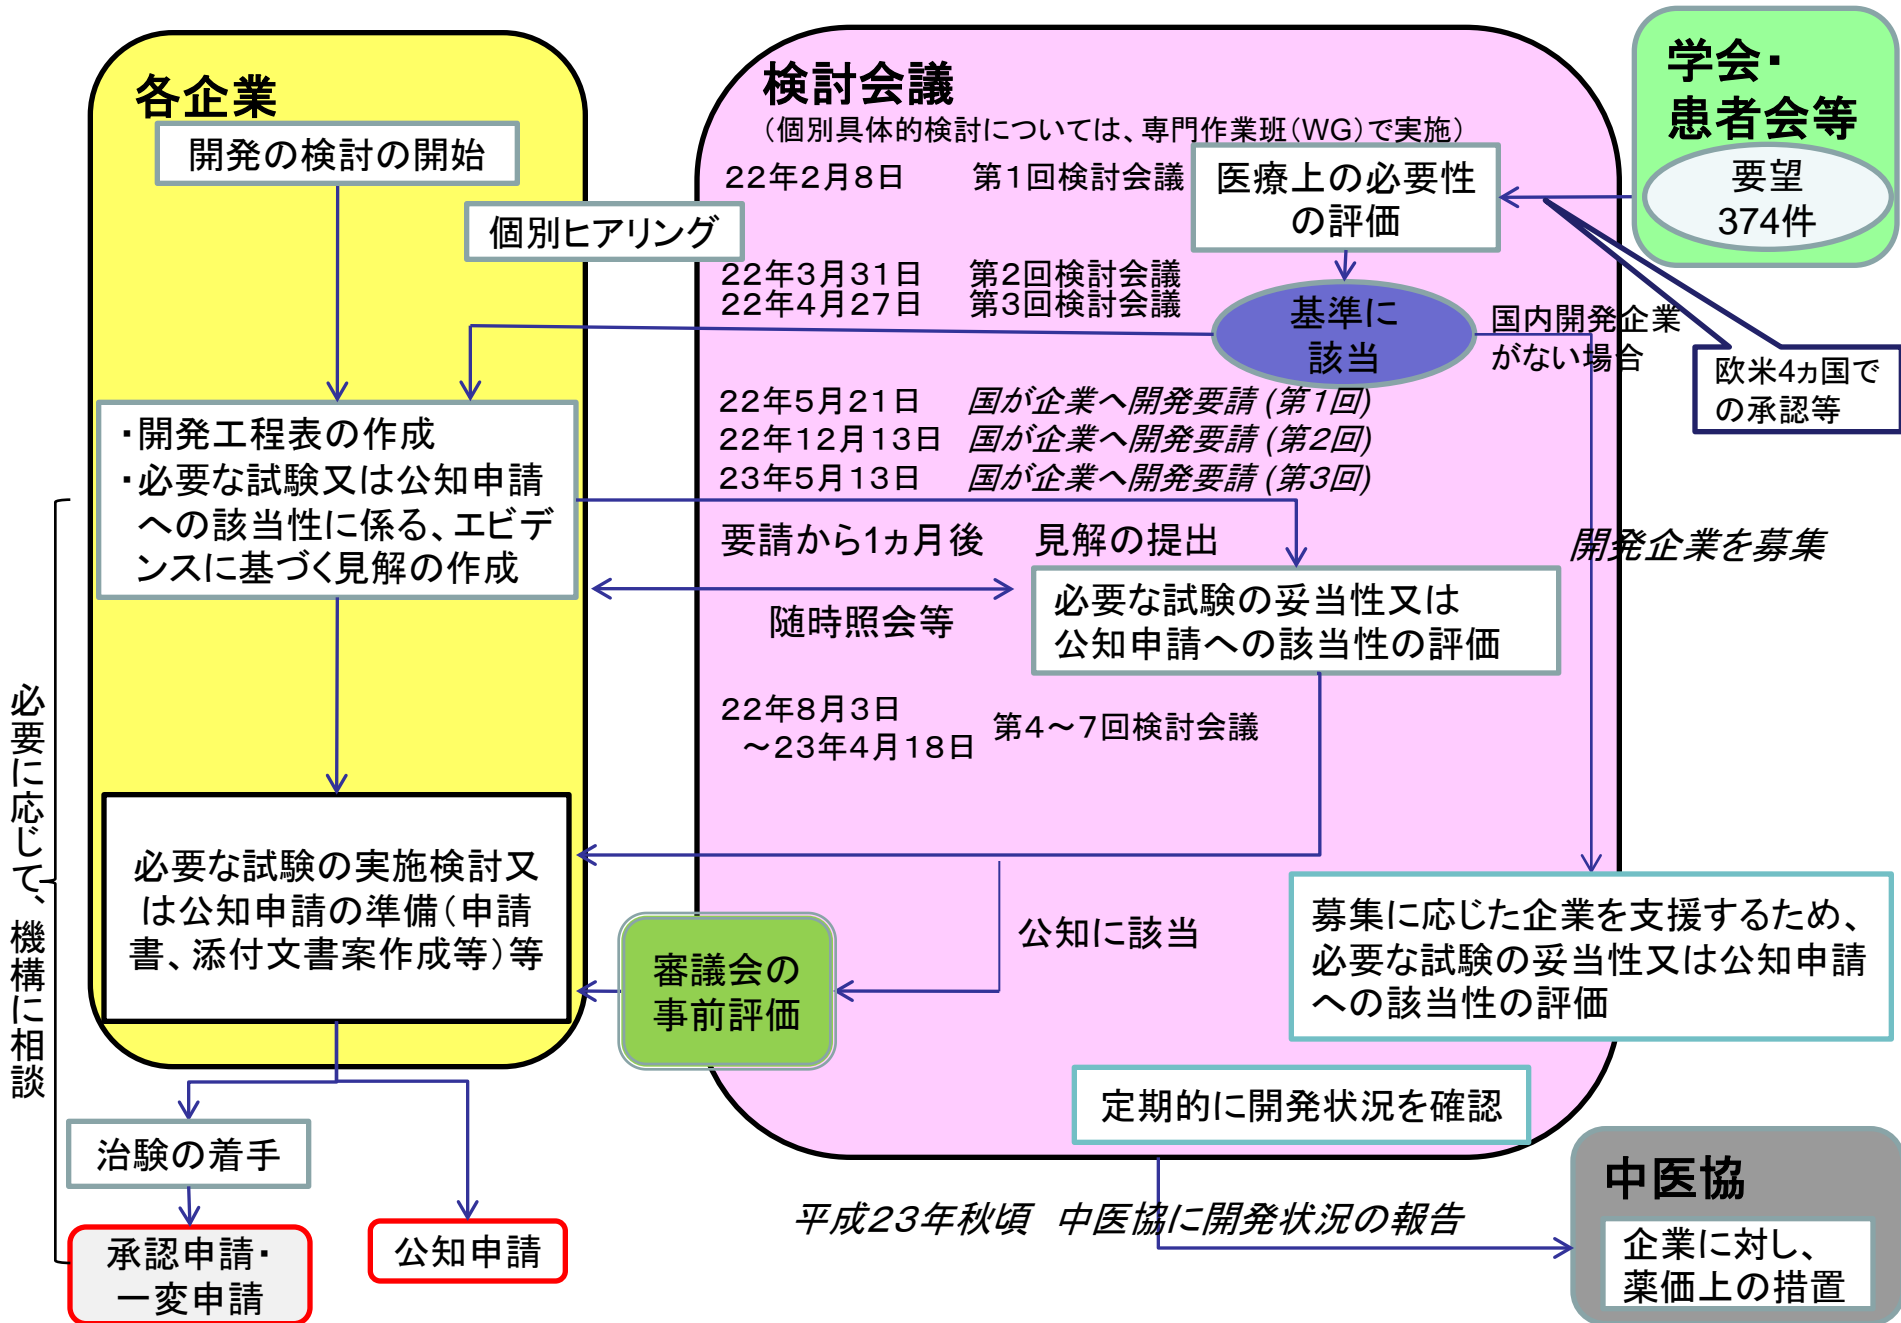 各企業
開発の検討の開始
個別ヒアリング
・開発工程表の作成
・必要な試験又は公知申請
への該当性に係る、エビデ
ンスに基づく見解の作成
必要な試験の実施検討又
は公知申請の準備（申請
書、添付文書案作成等）等
治験の着手
承認申請・
一変申請
公知申請
必要に応じて、機構に相談
検討会議
（個別具体的検討については、専門作業班（WG）で実施）
22年2月8日 第1回検討会議
医療上の必要性
の評価
22年3月31日 第2回検討会議
22年4月27日 第3回検討会議
基準に
該当
国内開発企業
がない場合
22年5月21日 国が企業へ開発要請 (第1回)
22年12月13日 国が企業へ開発要請 (第2回)
23年5月13日 国が企業へ開発要請 (第3回)
要請から1ヵ月後 見解の提出
随時照会等
必要な試験の妥当性又は
公知申請への該当性の評価
22年8月3日
～23年4月18日
第4～7回検討会議
公知に該当
審議会の
事前評価
開発企業を募集
募集に応じた企業を支援するため、
必要な試験の妥当性又は公知申請
への該当性の評価
定期的に開発状況を確認
平成23年秋頃 中医協に開発状況の報告
学会・
患者会等
要望
374件
欧米4ヵ国で
の承認等
中医協
企業に対し、
薬価上の措置